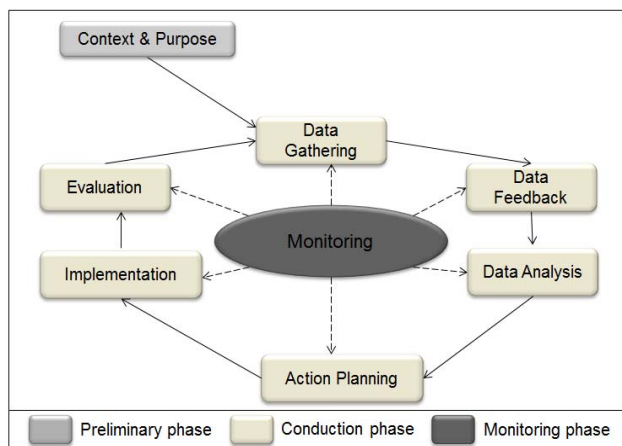 Context & Purpose
Data
Gathering
Evaluation
Data
Feedback
Monitoring
Implementation
Data Analysis
Action Planning
Preliminary phase
Conduction phase
Monitoring phase